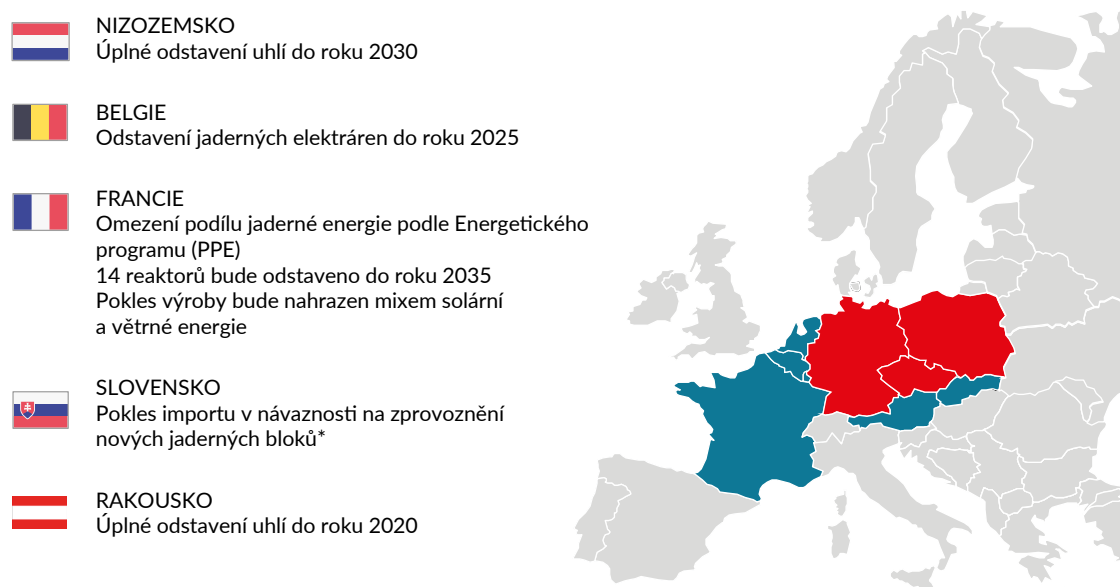 NIZOZEMSKO
Úplné odstavení uhlí do roku 2030
BELGIE
Odstavení jaderných elektráren do roku 2025
FRANCIE
Omezení podílu jaderné energie podle Energetického
programu (PPE)
14 reaktorů bude odstaveno do roku 2035
Pokles výroby bude nahrazen mixem solární
a větrné energie
SLOVENSKO
Pokles importu v návaznosti na zprovoznění
nových jaderných bloků*
RAKOUSKO
Úplné odstavení uhlí do roku 2020